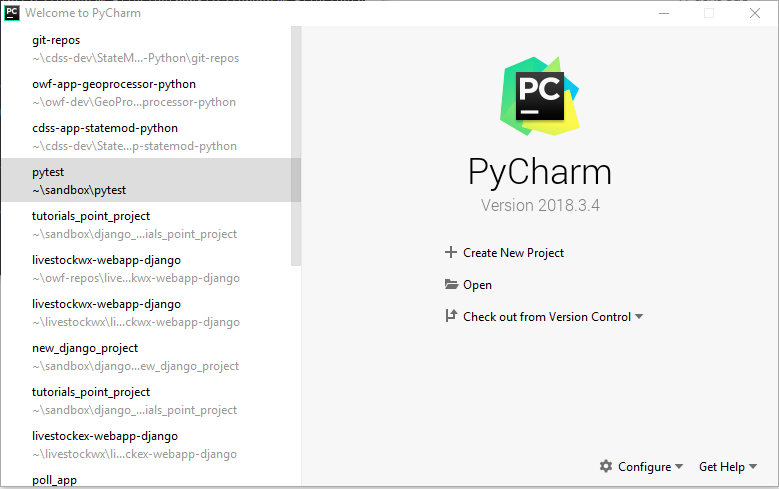 Welcome to PyCharm
git-repos
~\cdss-dev\StateM...-Python\git-repos
owf-app-geoprocessor-python
~\owf-dev\GeoPro...processor-python
cdss-app-statemod-python
~\cdss-dev\State...p-statemod-python
pytest
~\sandbox\pytest
tutorials_point_project
~\sandbox\django_...ials_point_project
livestockwx-webapp-django
~\owf-repos\live...kwx-webapp-django
livestockwx-webapp-django
~\livestockwx\li...ckwx-webapp-django
new_django_project
~\sandbox\django...ew_django_project
tutorials_point_project
~\sandbox\django_...ials_point_project
livestockex-webapp-django
~\livestockwx\li...ckex-webapp-django
poll_app
PC
PyCharm
Version 2018.3.4
Create New Project
Open
Check out from Version Control
Configure
Get Help